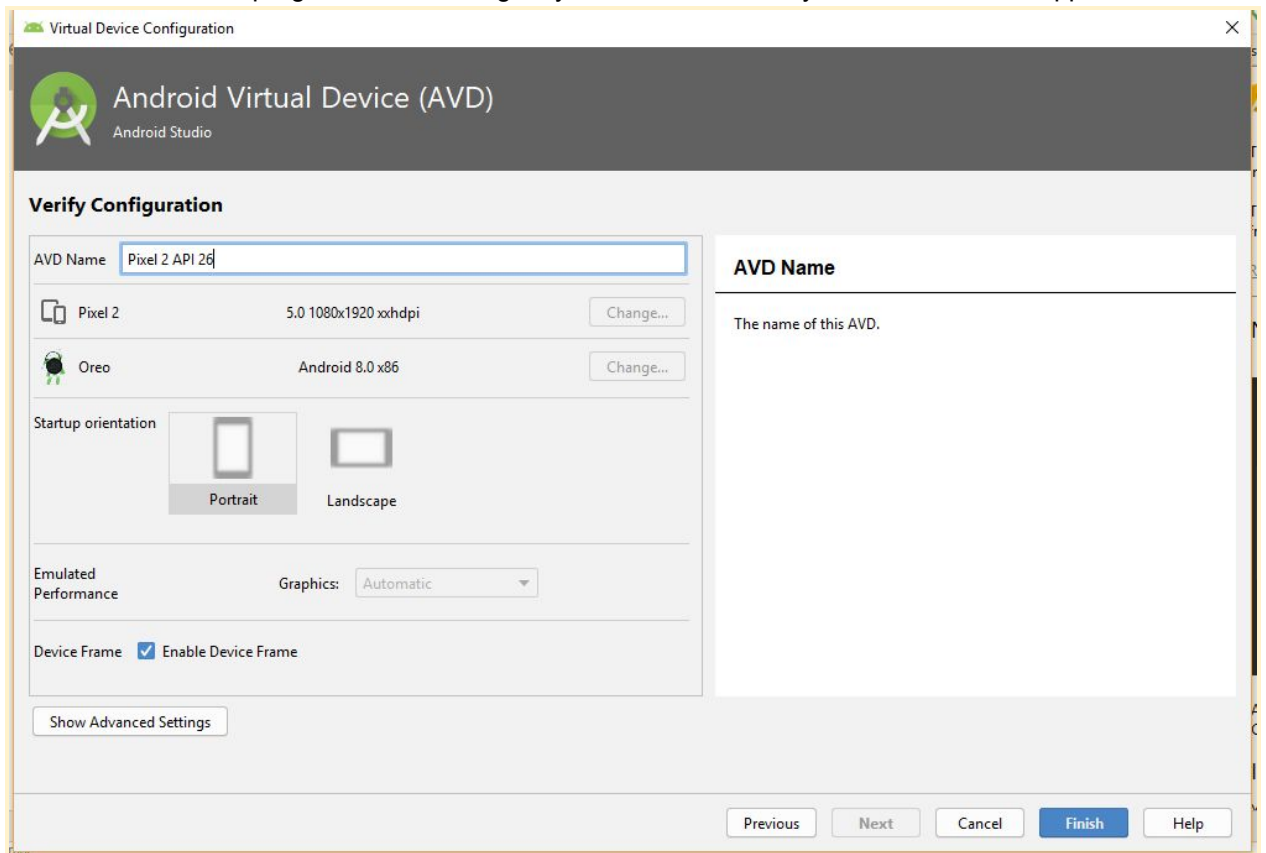 Virtual Device Configuration
Android Virtual Device (AVD)
Android Studio
Verify Configuration
AVD Name Pixel 2 API 26
Pixel 2 5.0 1080x1920 xxhdpi Change...
Oreo Android 8.0 x86 Change...
Startup orientation
Portrait Landscape
Emulated
Performance
Graphics: Automatic
Device Frame Enable Device Frame
Show Advanced Settings
AVD Name
The name of this AVD.
Previous Next Cancel Finish Help